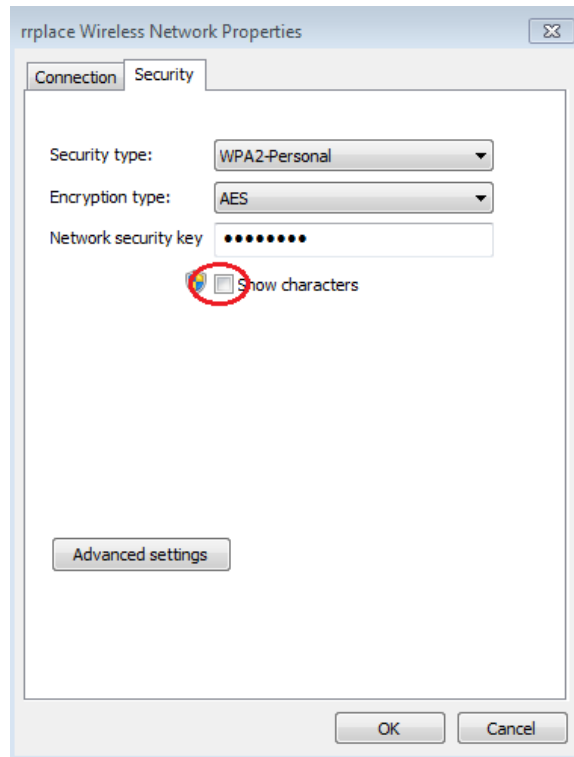 rrplace Wireless Network Properties
Connection Security
Security type: WPA2-Personal
Encryption type: AES
Network security key ●●●●●●●●
Show characters
Advanced settings
OK Cancel